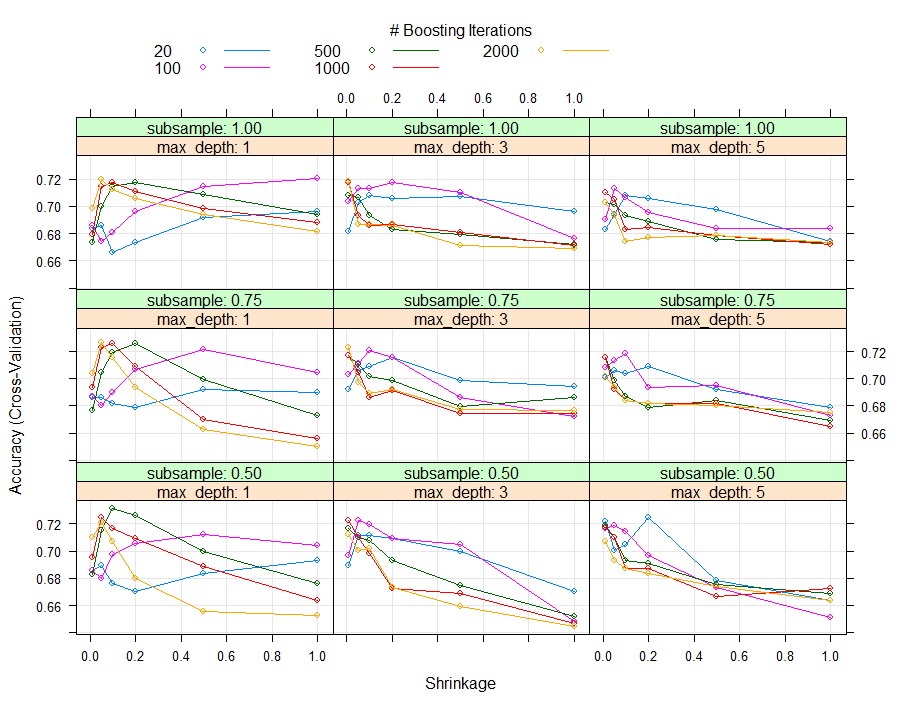 # Boosting Iterations
20 500 2000
100 1000
0.0 0.2 0.4 0.6 0.8 1.0
subsample: 1.00 subsample: 1.00 subsample: 1.00
max_depth: 1 max_depth: 3 max_depth: 5
0.72
0.70
0.68
0.66
subsample: 0.75 subsample: 0.75 subsample: 0.75
max_depth: 1 max_depth: 3 max_depth: 5
0.72
0.70
0.68
0.66
subsample: 0.50 subsample: 0.50 subsample: 0.50
max_depth: 1 max_depth: 3 max_depth: 5
0.72
0.70
0.68
0.66
0.0 0.2 0.4 0.6 0.8 1.0 0.0 0.2 0.4 0.6 0.8 1.0
Accuracy (Cross-Validation)
Shrinkage